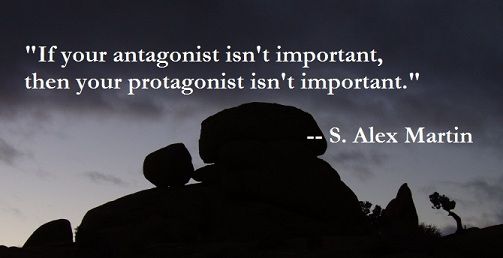 "If your antagonist isn't important,
then your protagonist isn't important."
-- S. Alex Martin